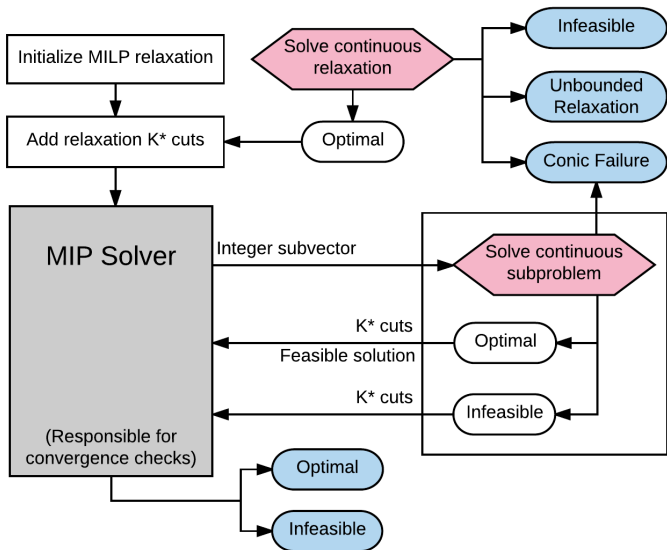 Initialize MILP relaxation
Solve continuous
relaxation
Infeasible
Unbounded
Relaxation
Add relaxation K* cuts
Optimal
Conic Failure
MIP Solver
Integer subvector
Solve continuous
subproblem
K* cuts
Feasible solution
Optimal
K* cuts
Infeasible
(Responsible for
convergence checks)
Optimal
Infeasible